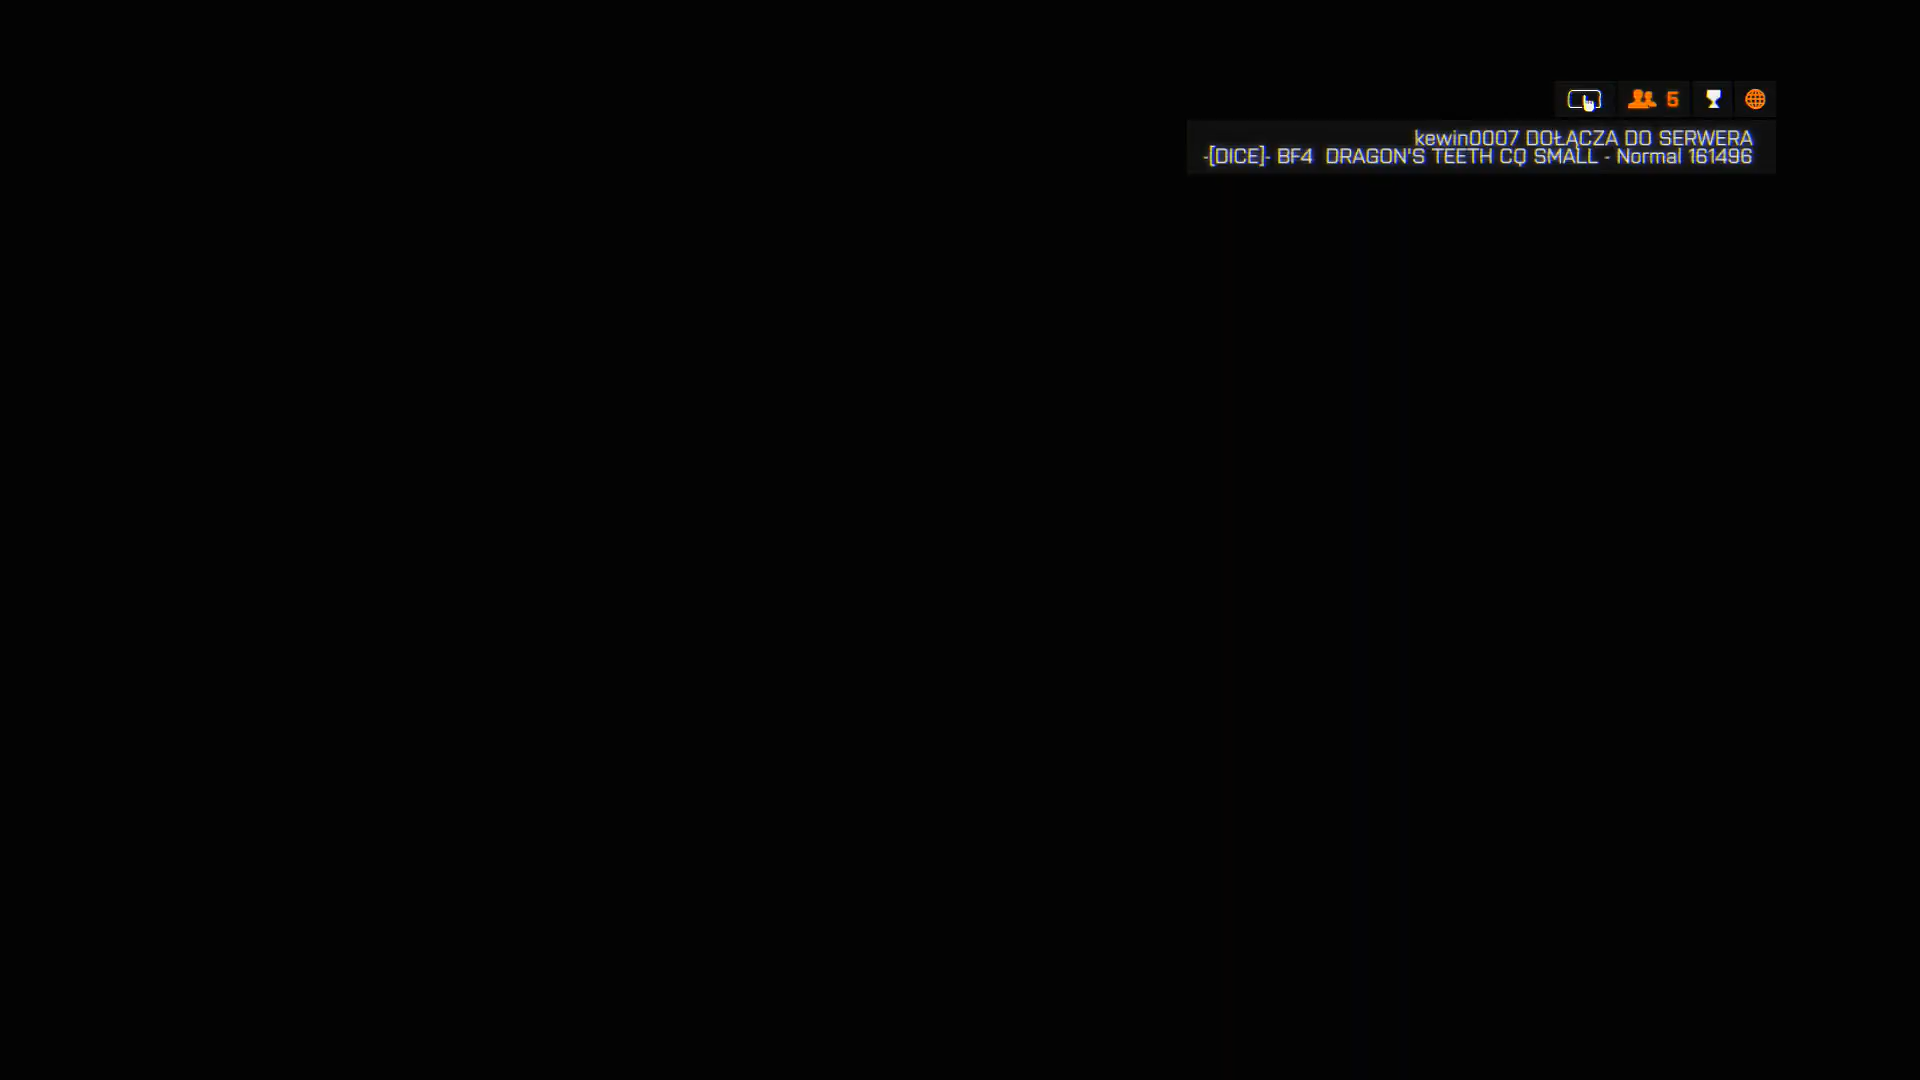 5
kewin0007 DOŁĄCZA DO SERWERA
-[DICE]- BF4 DRAGON'S TEETH CQ SMALL - Normal 161496